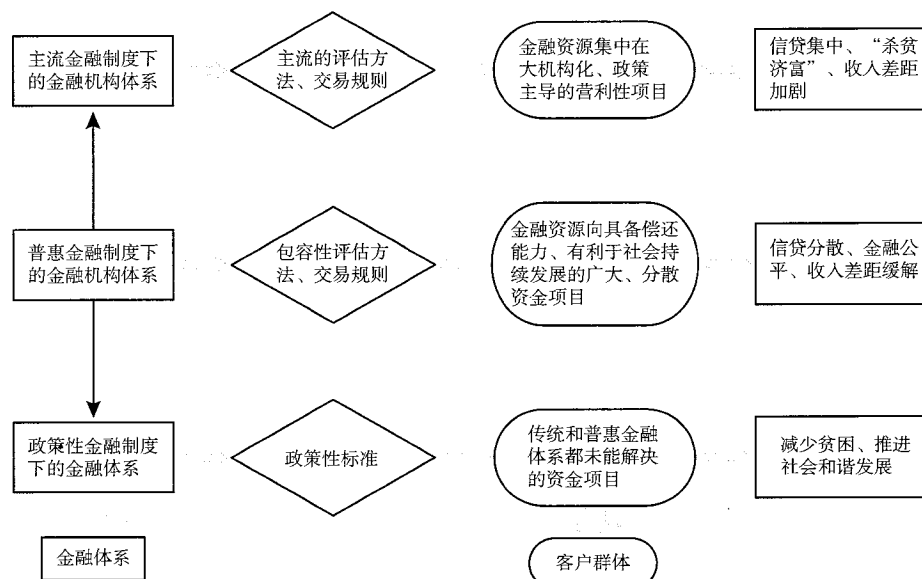 主流金融制度下
的金融机构体系
主流的评估方
法、交易规则
金融资源集中在
大机构化、政策
主导的营利性项目
信贷集中、“杀贫
济富”、收入差距
加剧
普惠金融制度下
的金融机构体系
包容性评估方
法、交易规则
金融资源向具备偿还
能力、有利于社会持
续发展的广大、分散
资金项目
信贷分散、金融公
平、收入差距缓解
政策性金融制度
下的金融体系
政策性标准
传统和普惠金融
体系都未能解决
的资金项目
减少贫困、推进
社会和谐发展
金融体系
客户群体